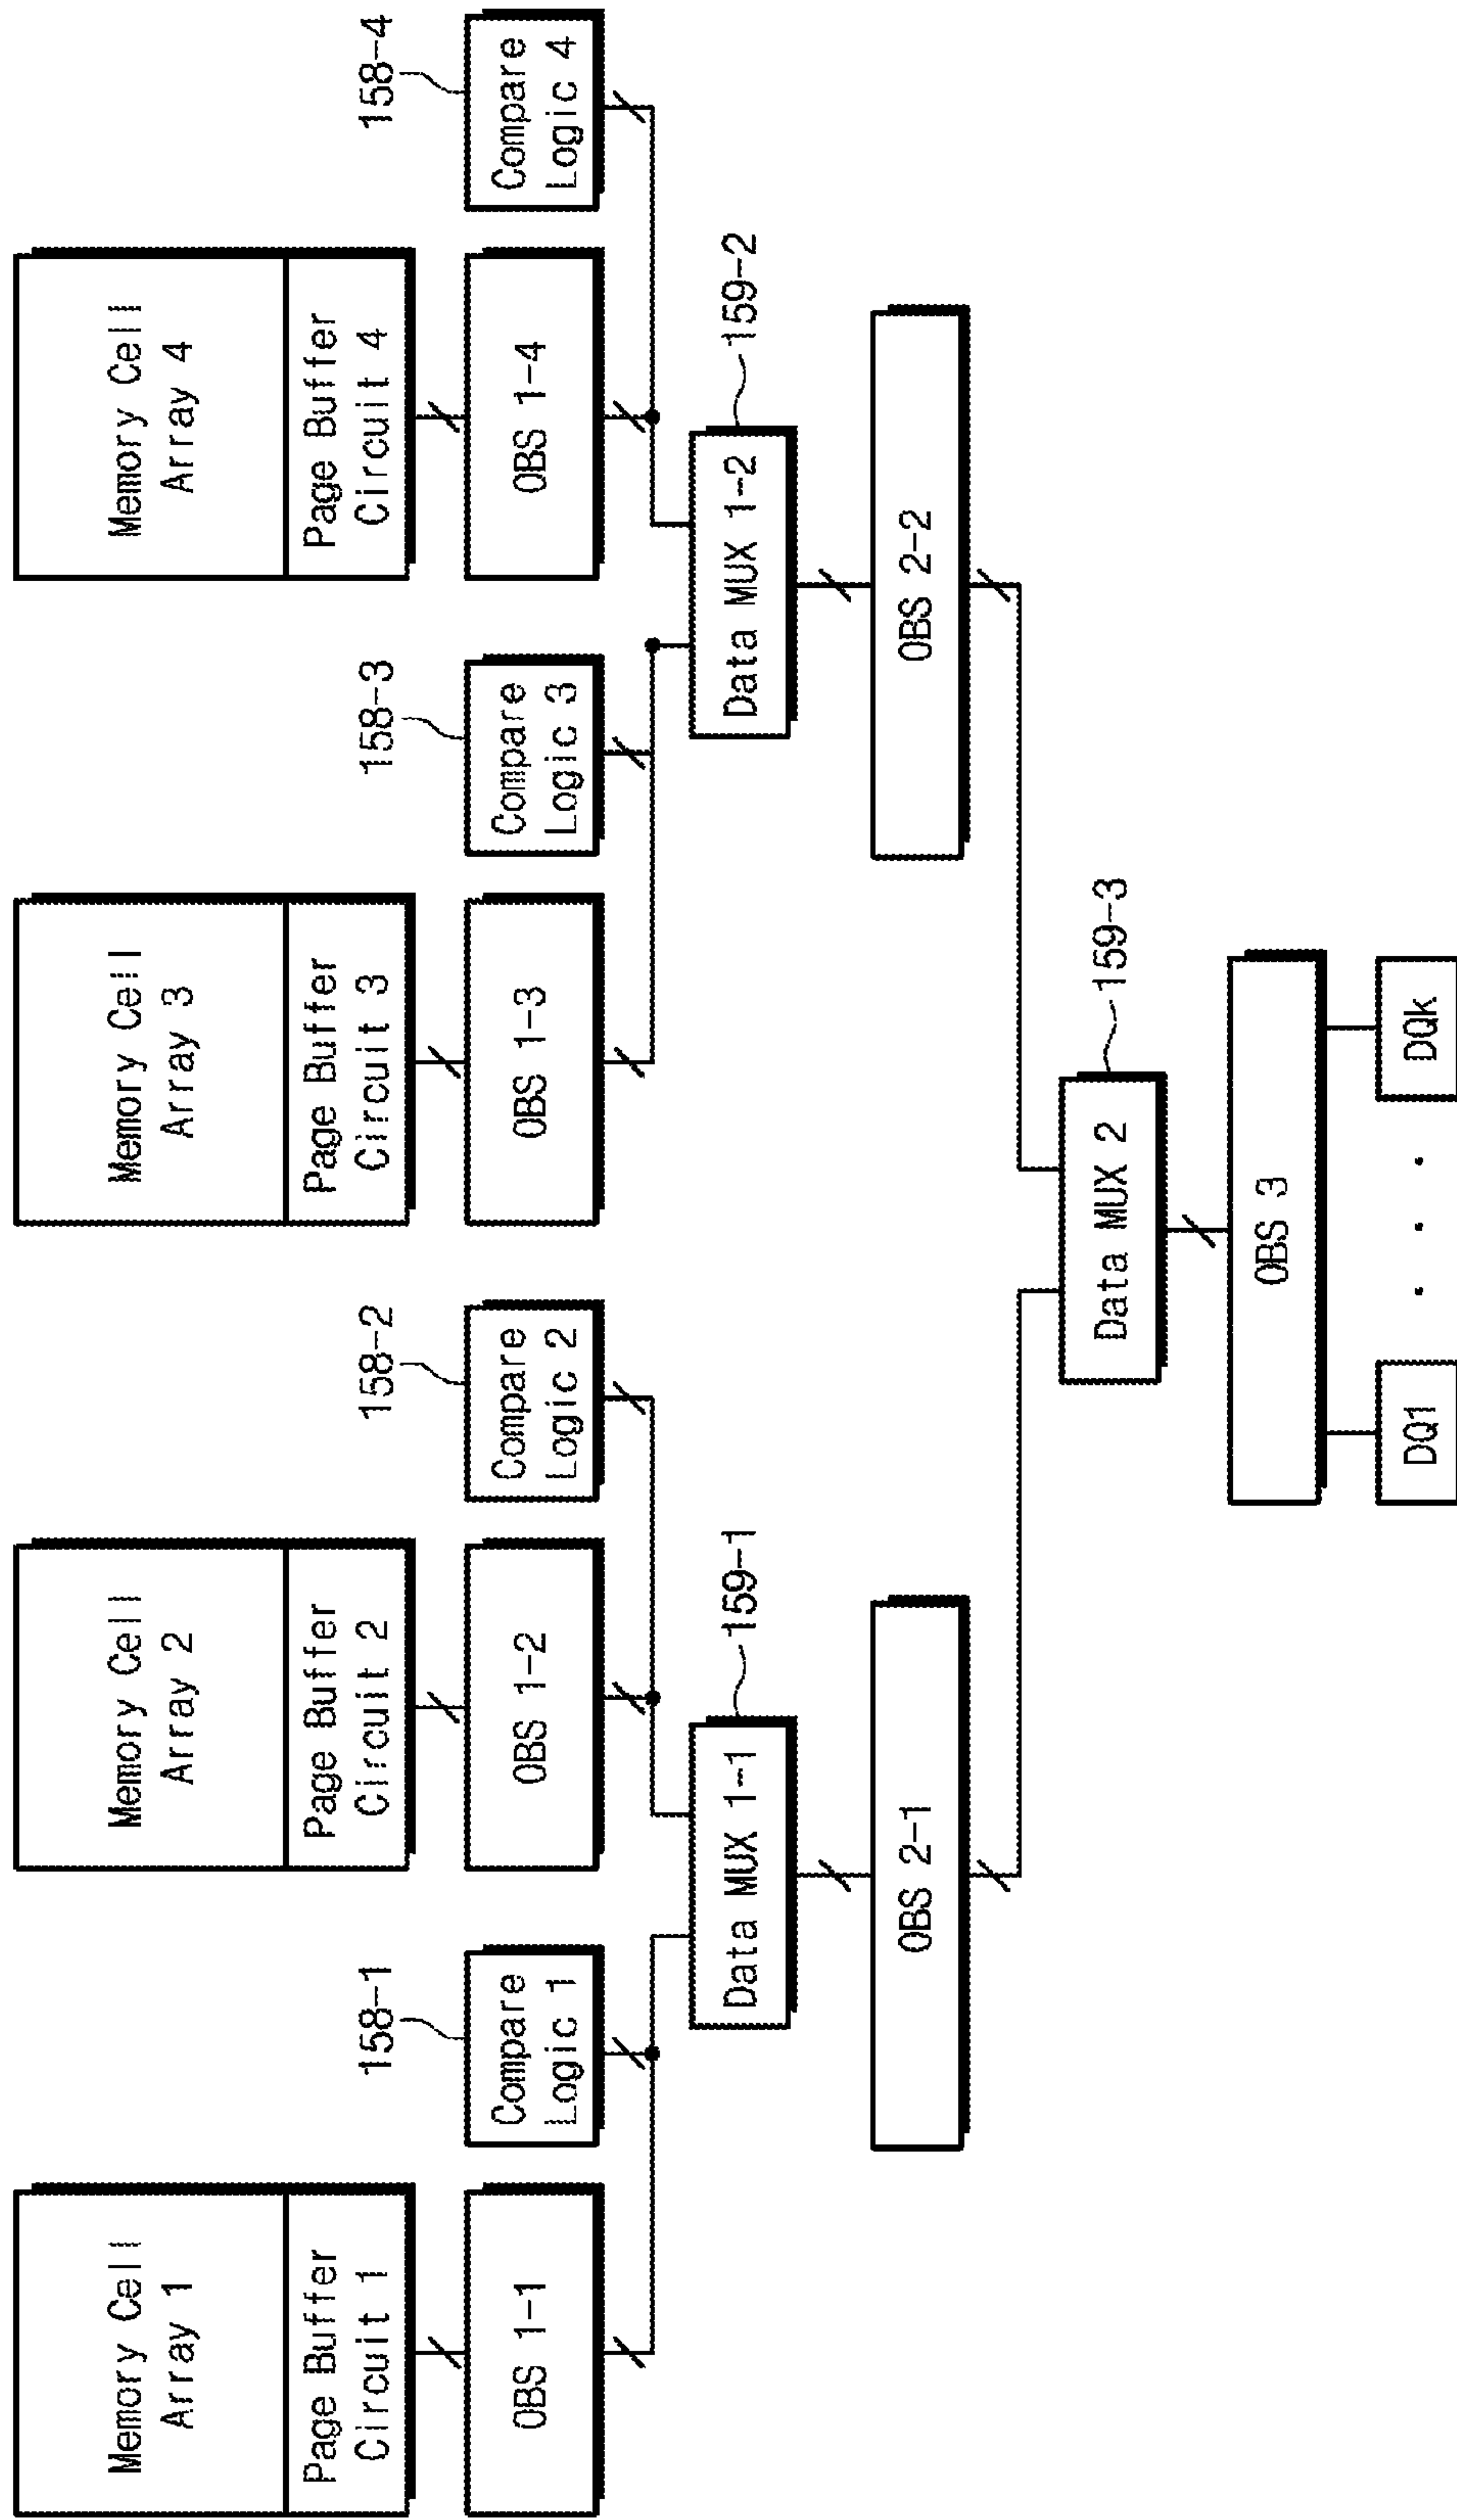 Memory Cell
Array 1
Page Buffer
Circuit 1
Memory Cell
Array 2
Page Buffer
Circuit 2
Memory Cell
Array 3
Page Buffer
Circuit 3
Memory Cell
Array 4
Page Buffer
Circuit 4
158-1
158-2
158-3
158-4
OBS 1-1
Compare
Logic 1
OBS 1-2
Compare
Logic 2
OBS 1-3
Compare
Logic 3
OBS 1-4
Compare
Logic 4
Data MUX 1-1
159-1
Data MUX 1-2
159-2
OBS 2-1
OBS 2-2
Data MUX 2
159-3
OBS 3
DQ1
. . .
DQk